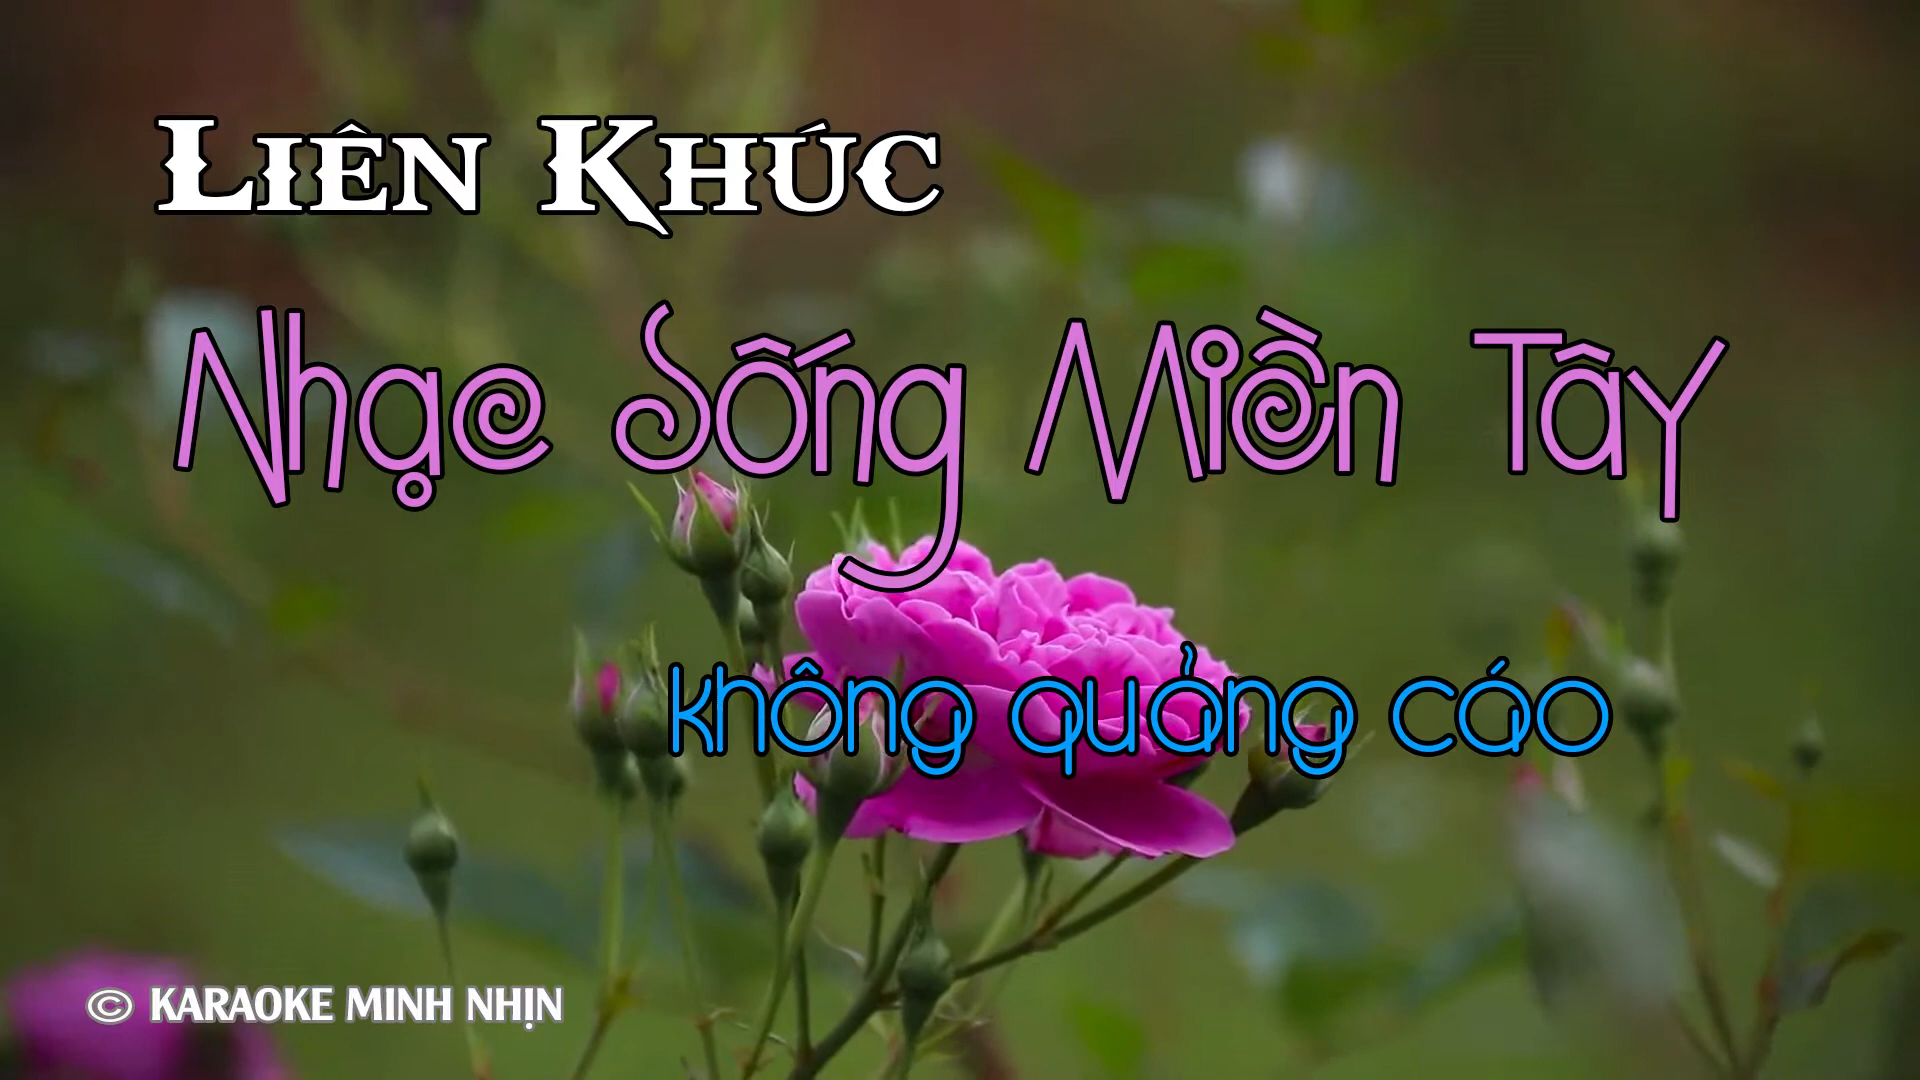 Liên Khúc
Nhạc Sống Miền Tây
không quảng cáo
© KARAOKE MINH NHỊN